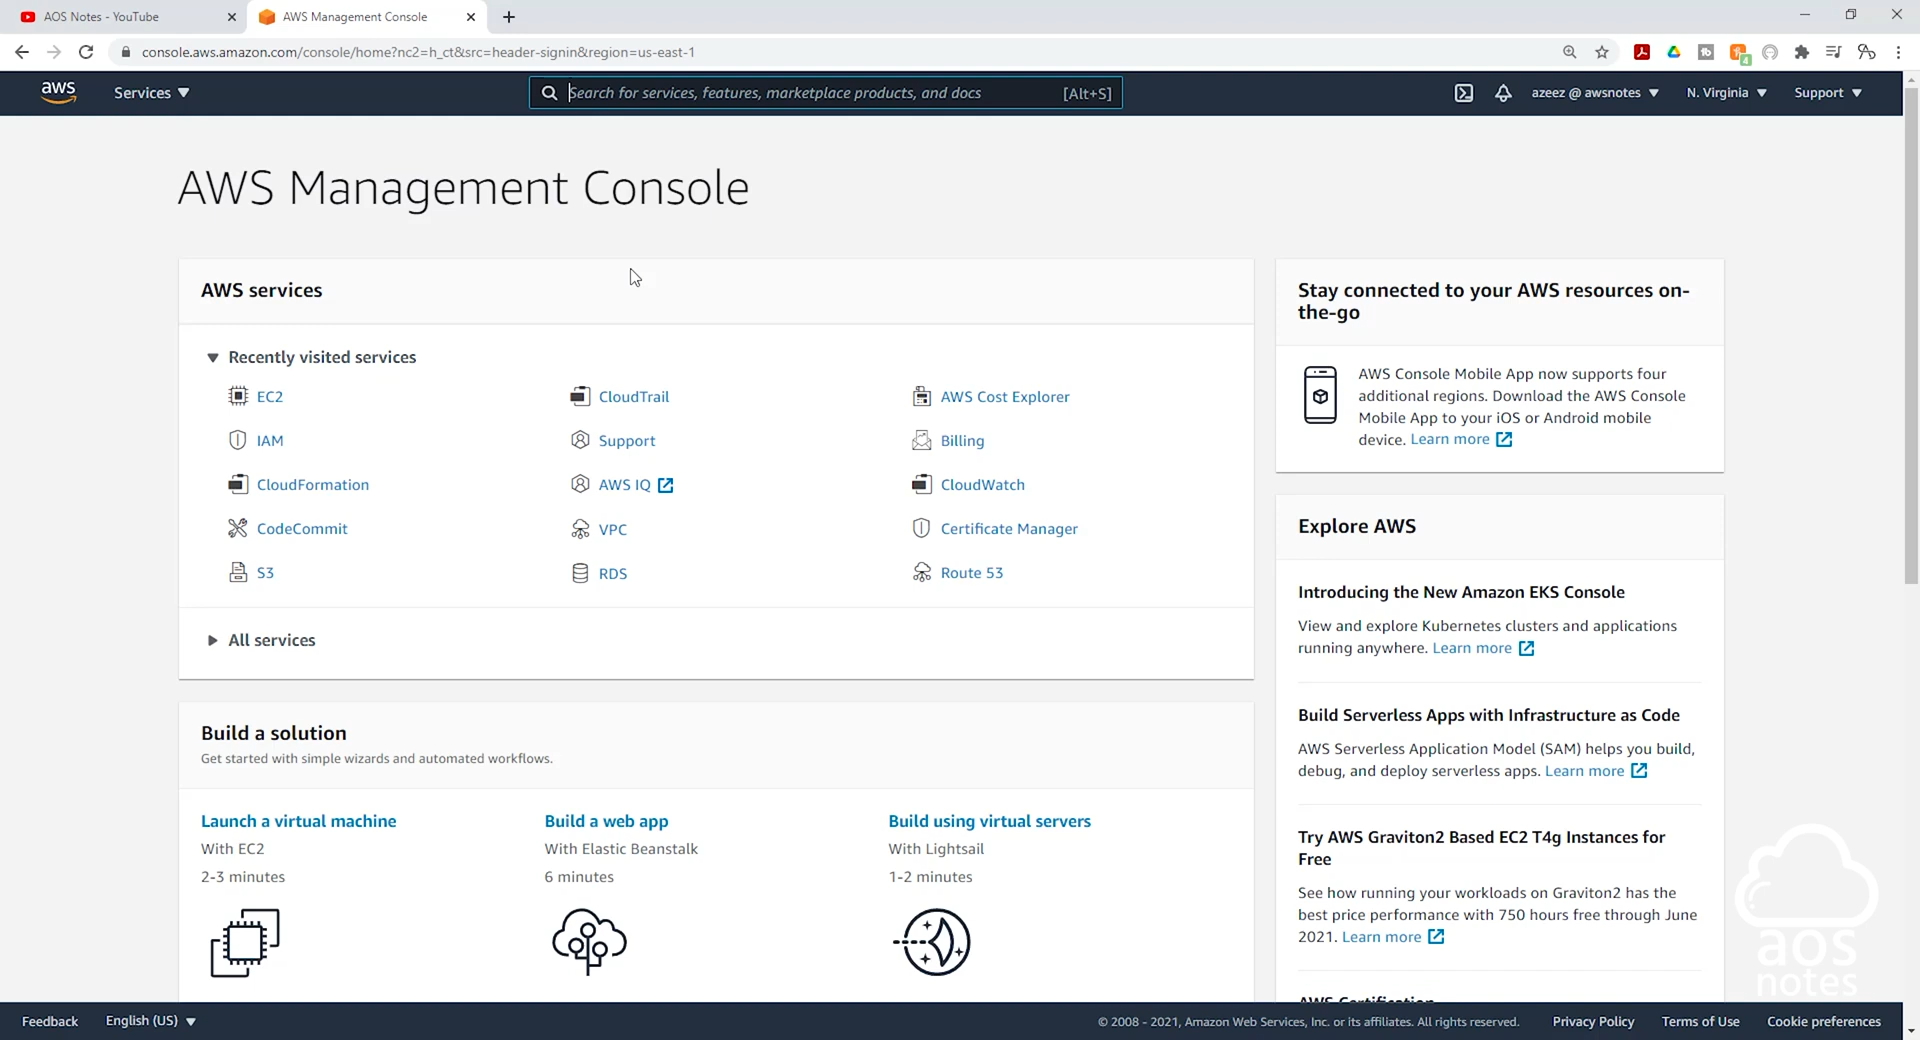 AOS Notes - YouTube
AWS Management Console
console.aws.amazon.com/console/home?nc2=h_ct&src=header-signin&region=us-east-1
4
aws
Services
Search for services, features, marketplace products, and docs
[Alt+S]
azeez @ awsnotes
N. Virginia
Support
AWS Management Console
AWS services
Recently visited services
EC2
CloudTrail
AWS Cost Explorer
IAM
Support
Billing
CloudFormation
AWS IQ
CloudWatch
CodeCommit
VPC
Certificate Manager
S3
RDS
Route 53
All services
Build a solution
Get started with simple wizards and automated workflows.
Launch a virtual machine
With EC2
2-3 minutes
Build a web app
With Elastic Beanstalk
6 minutes
Build using virtual servers
With Lightsail
1-2 minutes
Stay connected to your AWS resources on-
the-go
AWS Console Mobile App now supports four
additional regions. Download the AWS Console
Mobile App to your iOS or Android mobile
device. Learn more
Explore AWS
Introducing the New Amazon EKS Console
View and explore Kubernetes clusters and applications
running anywhere. Learn more
Build Serverless Apps with Infrastructure as Code
AWS Serverless Application Model (SAM) helps you build,
debug, and deploy serverless apps. Learn more
Try AWS Graviton2 Based EC2 T4g Instances for
Free
See how running your workloads on Graviton2 has the
best price performance with 750 hours free through June
2021. Learn more
AWS Certification
aos
notes
Feedback
English (US)
© 2008 - 2021, Amazon Web Services, Inc. or its affiliates. All rights reserved.
Privacy Policy
Terms of Use
Cookie preferences